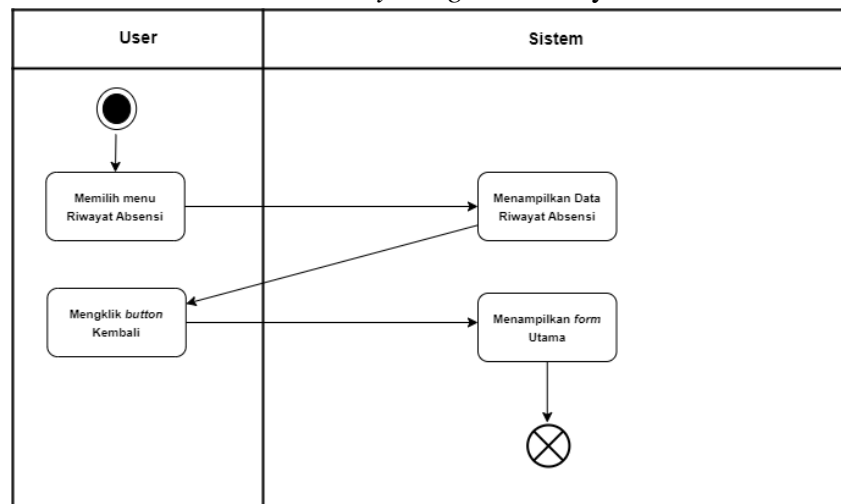 User
Sistem
Memilih menu
Riwayat Absensi
Menampilkan Data
Riwayat Absensi
Mengklik button
Kembali
Menampilkan form
Utama